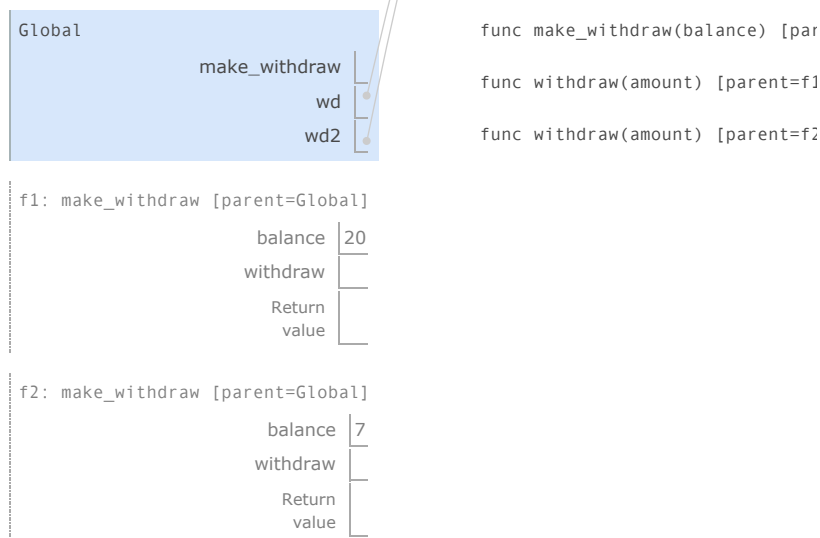 Global
make_withdraw
wd
wd2
func make_withdraw(balance) [par
func withdraw(amount) [parent=f1
func withdraw(amount) [parent=f2
f1: make_withdraw [parent=Global]
balance 20
withdraw
Return
value
f2: make_withdraw [parent=Global]
balance 7
withdraw
Return
value